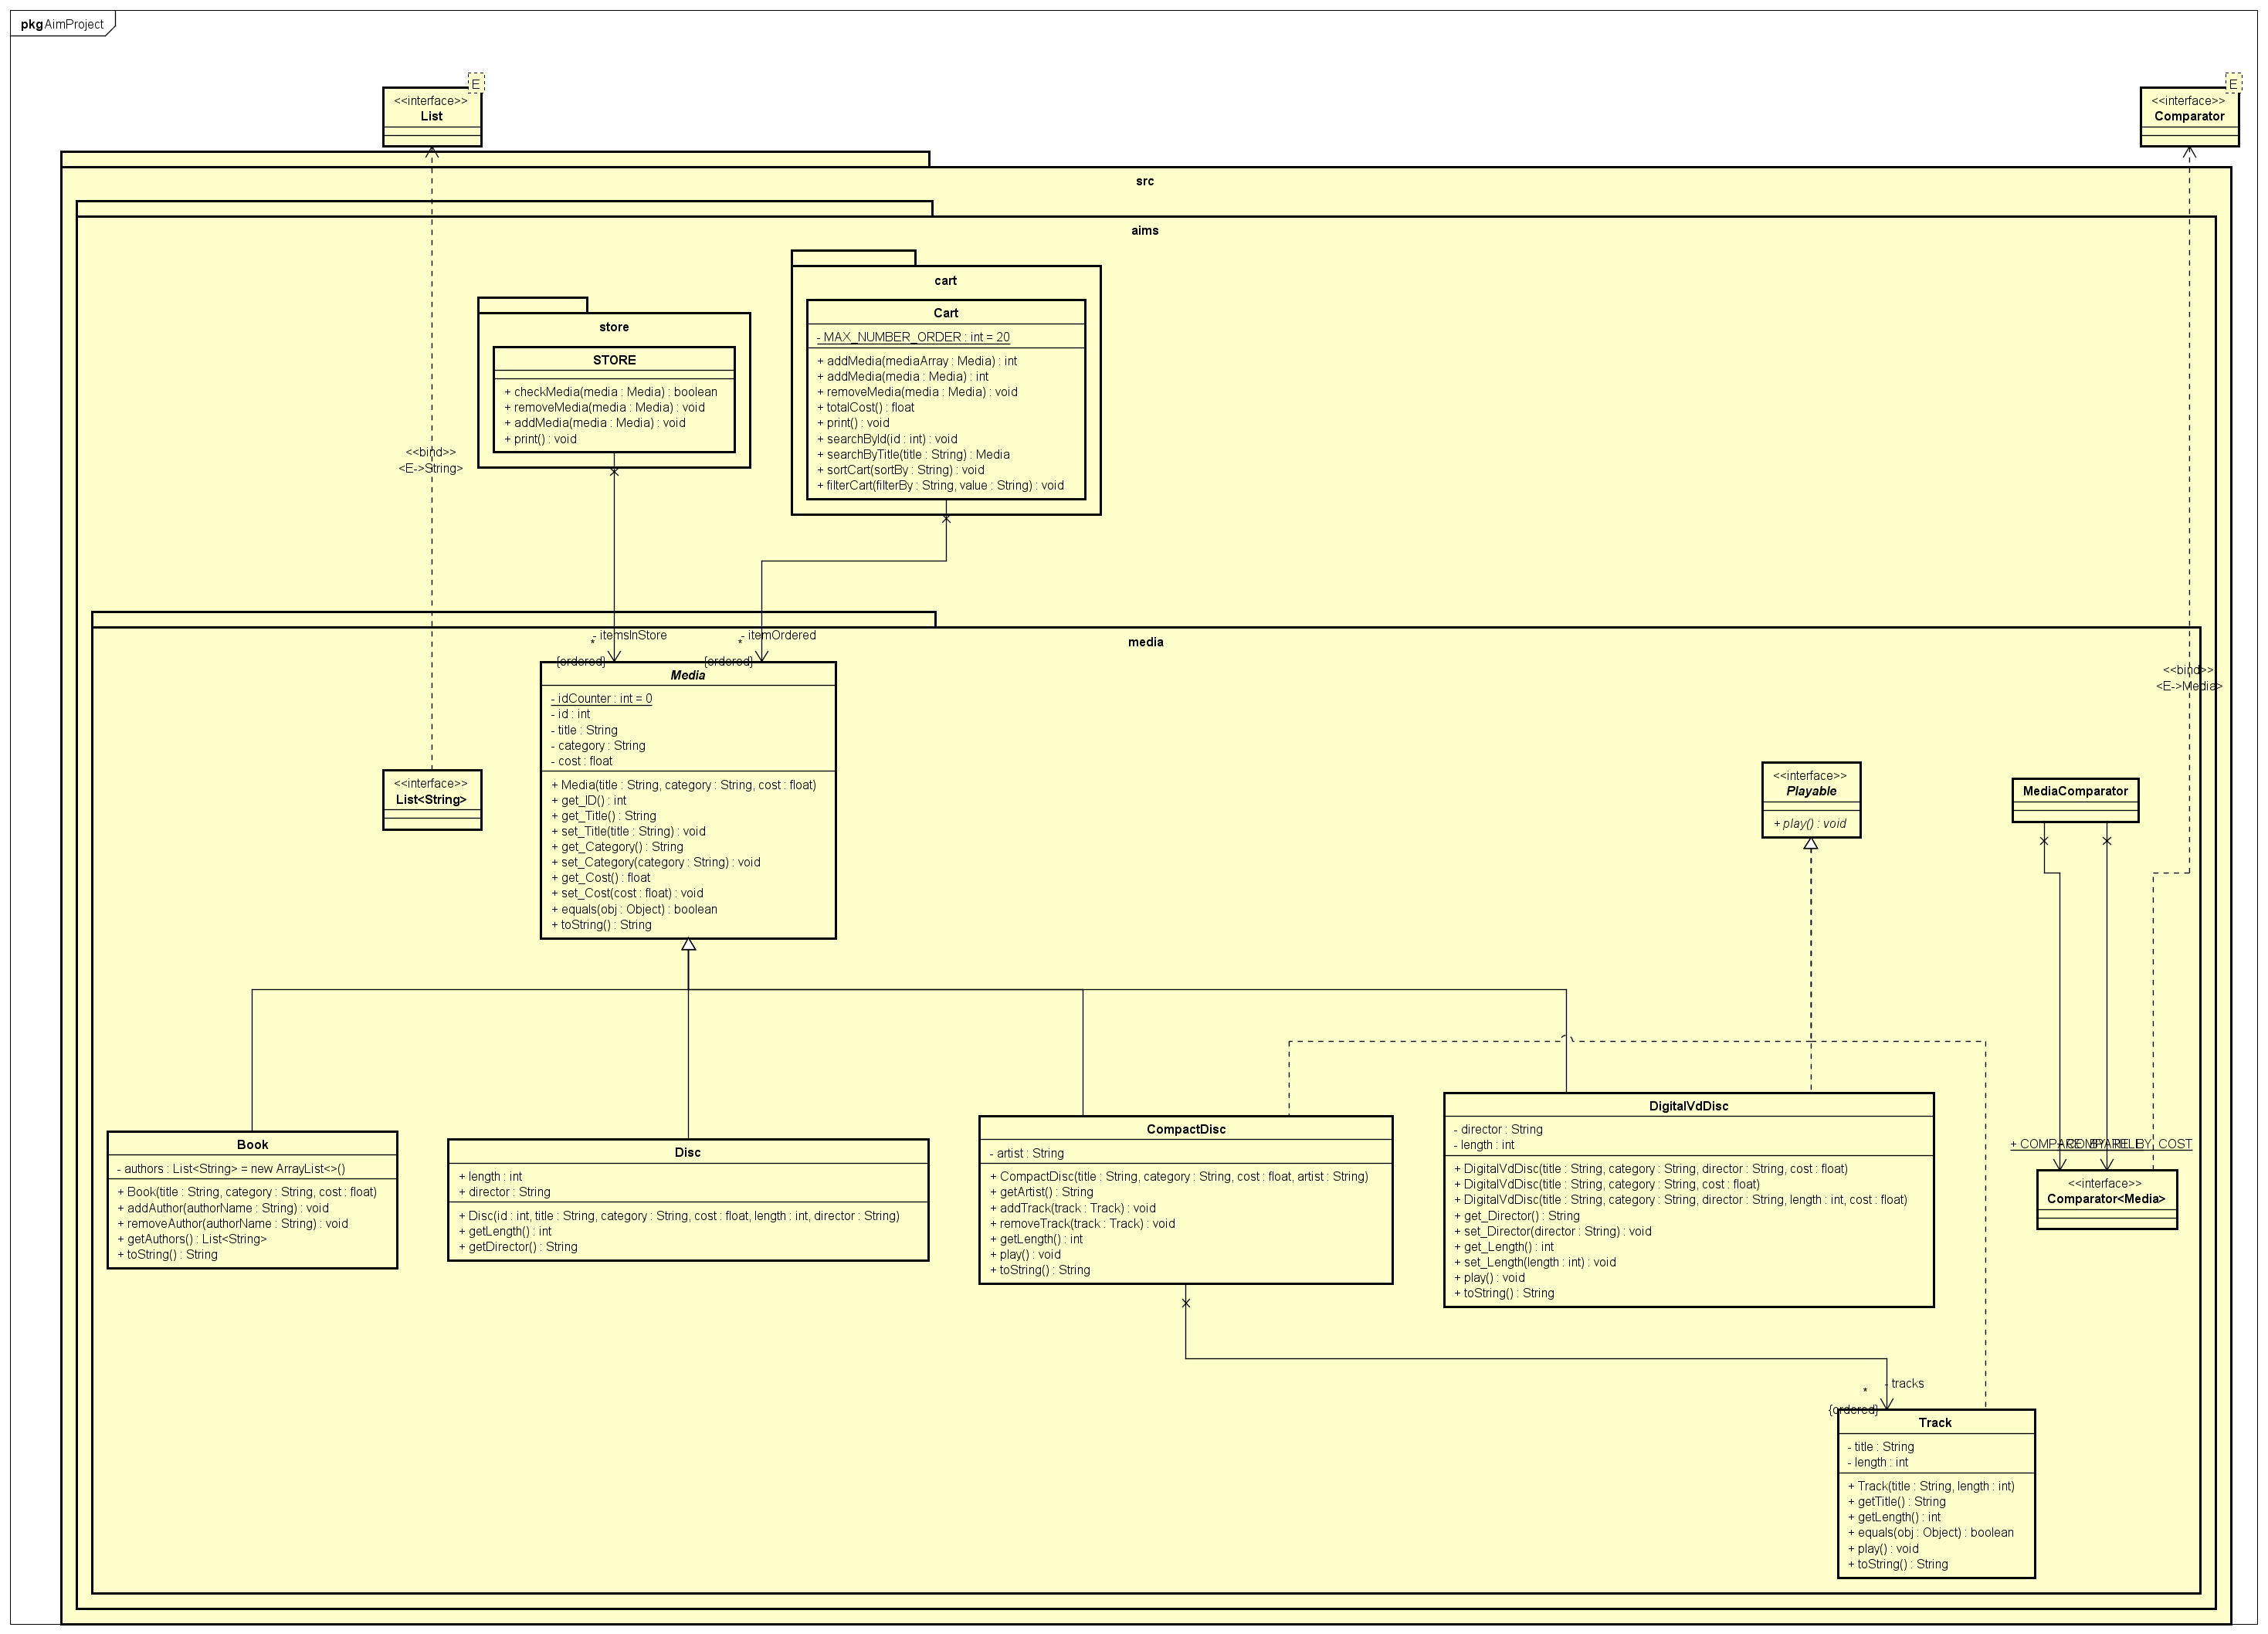 pkg AimProject
E
<<interface>>
List
E
<<interface>>
Comparator
src
aims
cart
Cart
- MAX_NUMBER_ORDER : int = 20
+ addMedia(mediaArray : Media) : int
+ addMedia(media : Media) : int
+ removeMedia(media : Media) : void
+ totalCost() : float
+ print() : void
+ searchById(id : int) : void
+ searchByTitle(title : String) : Media
+ sortCart(sortBy : String) : void
+ filterCart(filterBy : String, value : String) : void
store
STORE
+ checkMedia(media : Media) : boolean
+ removeMedia(media : Media) : void
+ addMedia(media : Media) : void
+ print() : void
<<bind>>
<E->String>
media
- itemsInStore
*
{ordered}
- itemOrdered
*
{ordered}
Media
- idCounter : int = 0
- id : int
- title : String
- category : String
- cost : float
+ Media(title : String, category : String, cost : float)
+ get_ID() : int
+ get_Title() : String
+ set_Title(title : String) : void
+ get_Category() : String
+ set_Category(category : String) : void
+ get_Cost() : float
+ set_Cost(cost : float) : void
+ equals(obj : Object) : boolean
+ toString() : String
<<bind>>
<E->Media>
<<interface>>
List<String>
<<interface>>
Playable
+ play() : void
MediaComparator
Book
- authors : List<String> = new ArrayList<>()
+ Book(title : String, category : String, cost : float)
+ addAuthor(authorName : String) : void
+ removeAuthor(authorName : String) : void
+ getAuthors() : List<String>
+ toString() : String
Disc
+ length : int
+ director : String
+ Disc(id : int, title : String, category : String, cost : float, length : int, director : String)
+ getLength() : int
+ getDirector() : String
CompactDisc
- artist : String
+ CompactDisc(title : String, category : String, cost : float, artist : String)
+ getArtist() : String
+ addTrack(track : Track) : void
+ removeTrack(track : Track) : void
+ getLength() : int
+ play() : void
+ toString() : String
DigitalVdDisc
- director : String
- length : int
+ DigitalVdDisc(title : String, category : String, director : String, cost : float)
+ DigitalVdDisc(title : String, category : String, cost : float)
+ DigitalVdDisc(title : String, category : String, director : String, length : int, cost : float)
+ get_Director() : String
+ set_Director(director : String) : void
+ get_Length() : int
+ set_Length(length : int) : void
+ play() : void
+ toString() : String
+ COMPARE_BY_COST
<<interface>>
Comparator<Media>
- tracks
*
{ordered}
Track
- title : String
- length : int
+ Track(title : String, length : int)
+ getTitle() : String
+ getLength() : int
+ equals(obj : Object) : boolean
+ play() : void
+ toString() : String